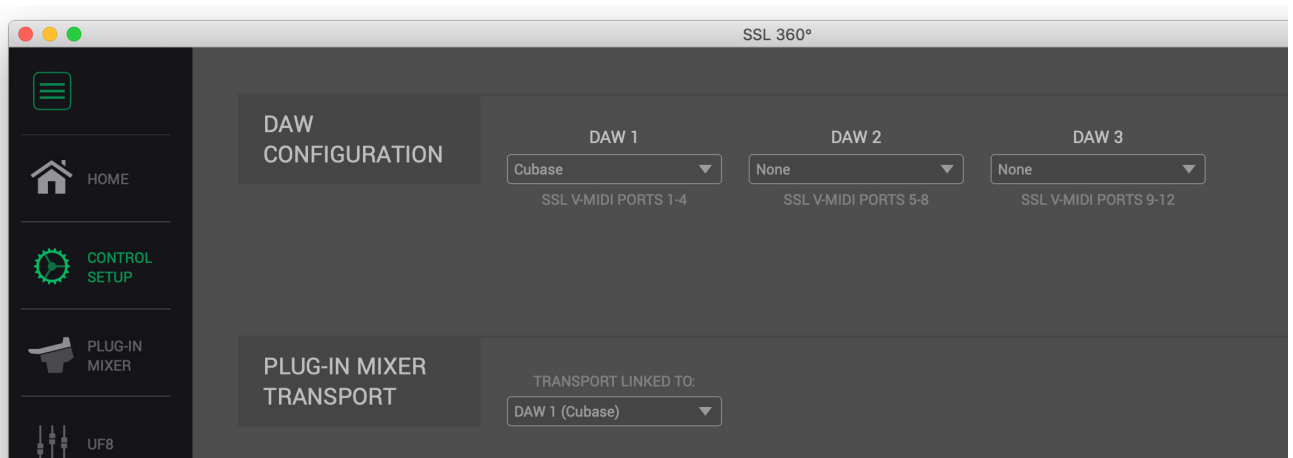 SSL 360°
HOME
CONTROL
SETUP
PLUG-IN
MIXER
UF8
DAW
CONFIGURATION
DAW 1
DAW 2
DAW 3
Cubase
None
None
SSL V-MIDI PORTS 1-4
SSL V-MIDI PORTS 5-8
SSL V-MIDI PORTS 9-12
PLUG-IN MIXER
TRANSPORT
TRANSPORT LINKED TO:
DAW 1 (Cubase)